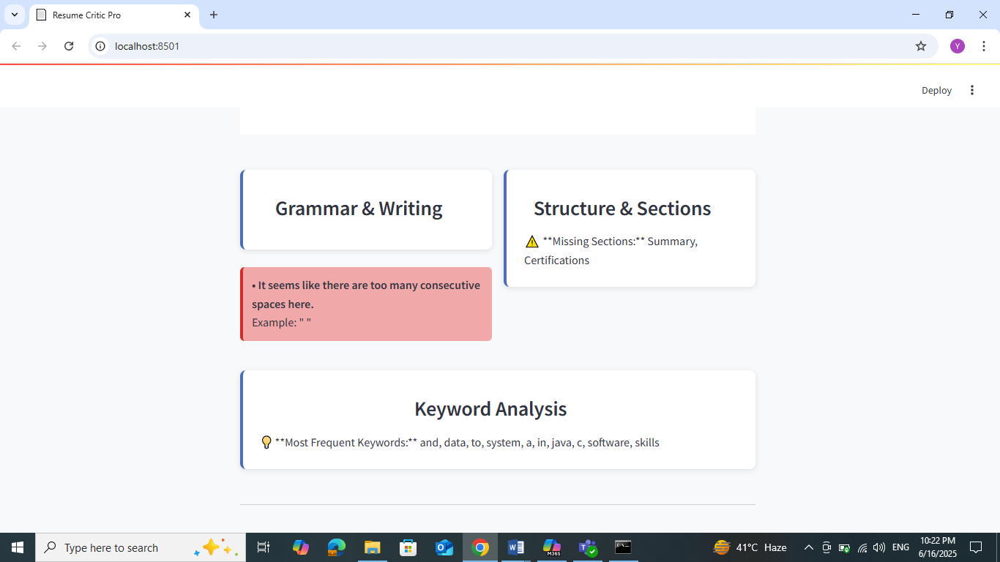 Resume Critic Pro
localhost:8501
Y
Deploy
Grammar & Writing
• It seems like there are too many consecutive
spaces here.
Example: " "
Structure & Sections
⚠️ **Missing Sections:** Summary,
Certifications
Keyword Analysis
💡 **Most Frequent Keywords:** and, data, to, system, a, in, java, c, software, skills
Type here to search
M365
41°C Haze
ENG
10:22 PM
6/16/2025